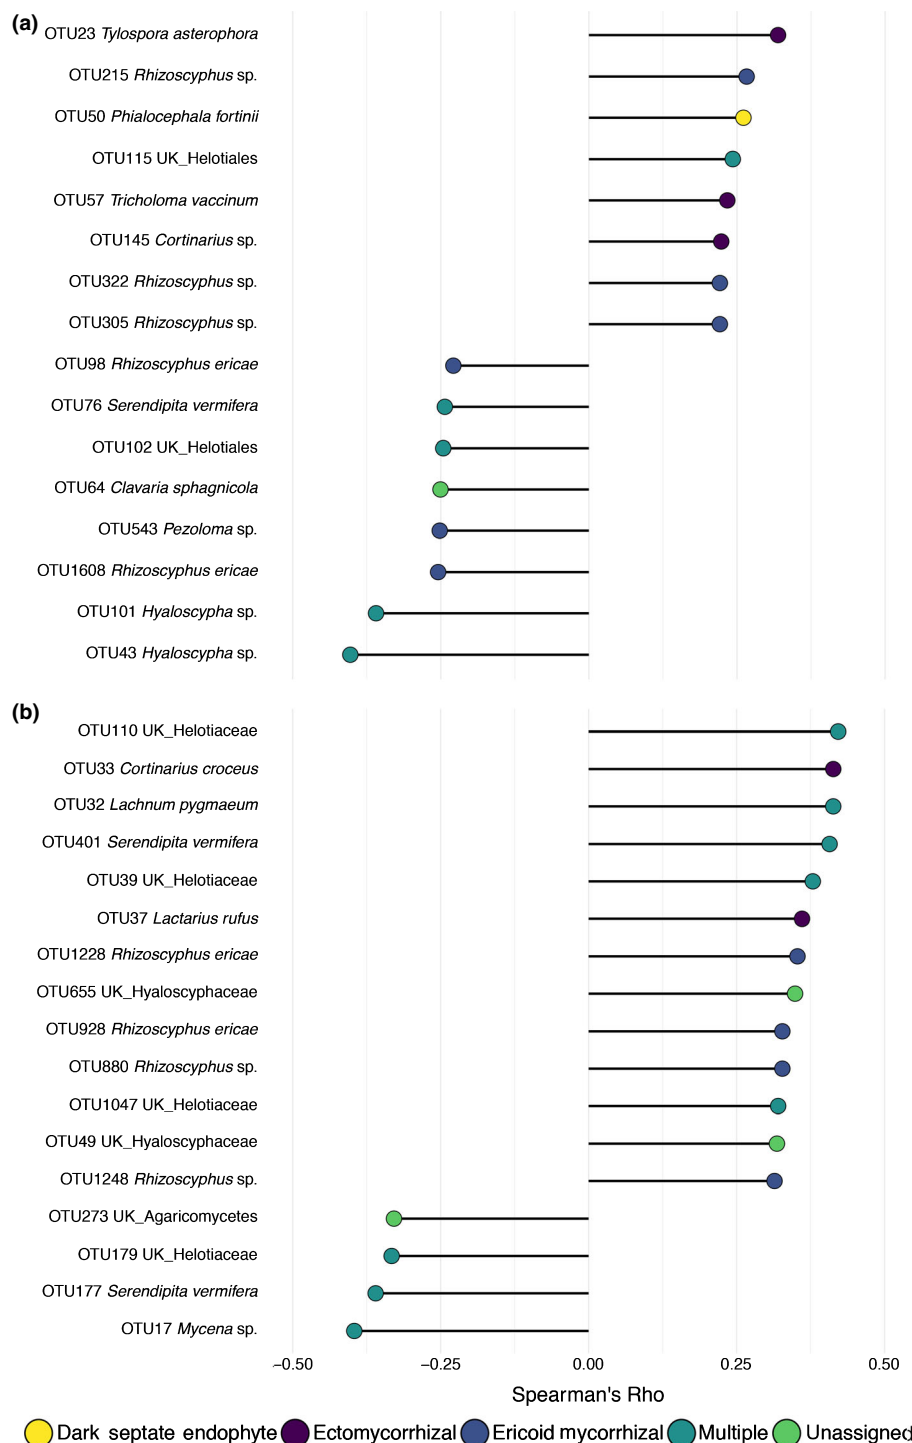 (a)
OTU23 Tylospora asterophora
OTU215 Rhizoscyphus sp.
OTU50 Phialocephala fortinii
OTU115 UK_Helotiales
OTU57 Tricholoma vaccinum
OTU145 Cortinarius sp.
OTU322 Rhizoscyphus sp.
OTU305 Rhizoscyphus sp.
OTU98 Rhizoscyphus ericae
OTU76 Serendipita vermifera
OTU102 UK_Helotiales
OTU64 Clavaria sphagnicola
OTU543 Pezoloma sp.
OTU1608 Rhizoscyphus ericae
OTU101 Hyaloscypha sp.
OTU43 Hyaloscypha sp.
(b)
OTU110 UK_Helotiaceae
OTU33 Cortinarius croceus
OTU32 Lachnum pygmaeum
OTU401 Serendipita vermifera
OTU39 UK_Helotiaceae
OTU37 Lactarius rufus
OTU1228 Rhizoscyphus ericae
OTU655 UK_Hyaloscyphaceae
OTU928 Rhizoscyphus ericae
OTU880 Rhizoscyphus sp.
OTU1047 UK_Helotiaceae
OTU49 UK_Hyaloscyphaceae
OTU1248 Rhizoscyphus sp.
OTU273 UK_Agaricomycetes
OTU179 UK_Helotiaceae
OTU177 Serendipita vermifera
OTU17 Mycena sp.
−0.50 −0.25 0.00 0.25 0.50
Spearman's Rho
Dark septate endophyte Ectomycorrhizal Ericoid mycorrhizal Multiple Unassigned